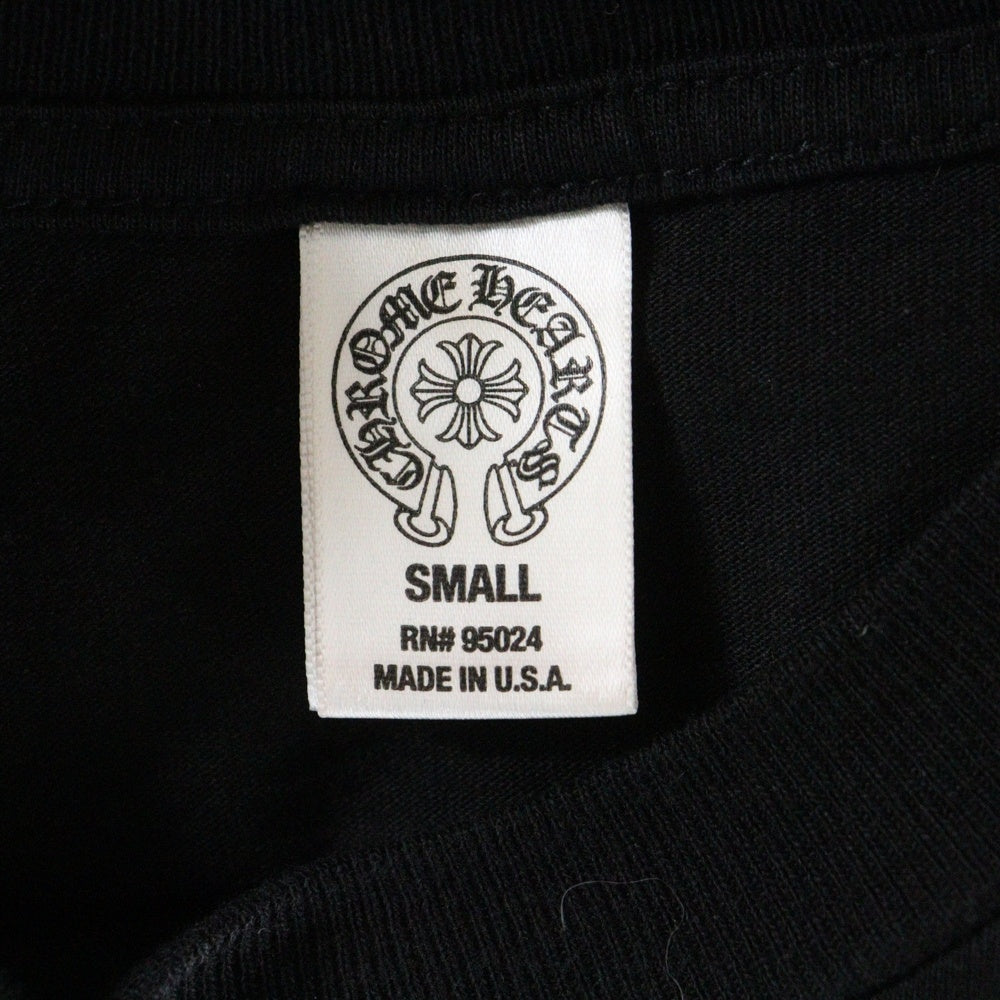 CHROME HEARTS
SMALL
RN# 95024
MADE IN U.S.A.